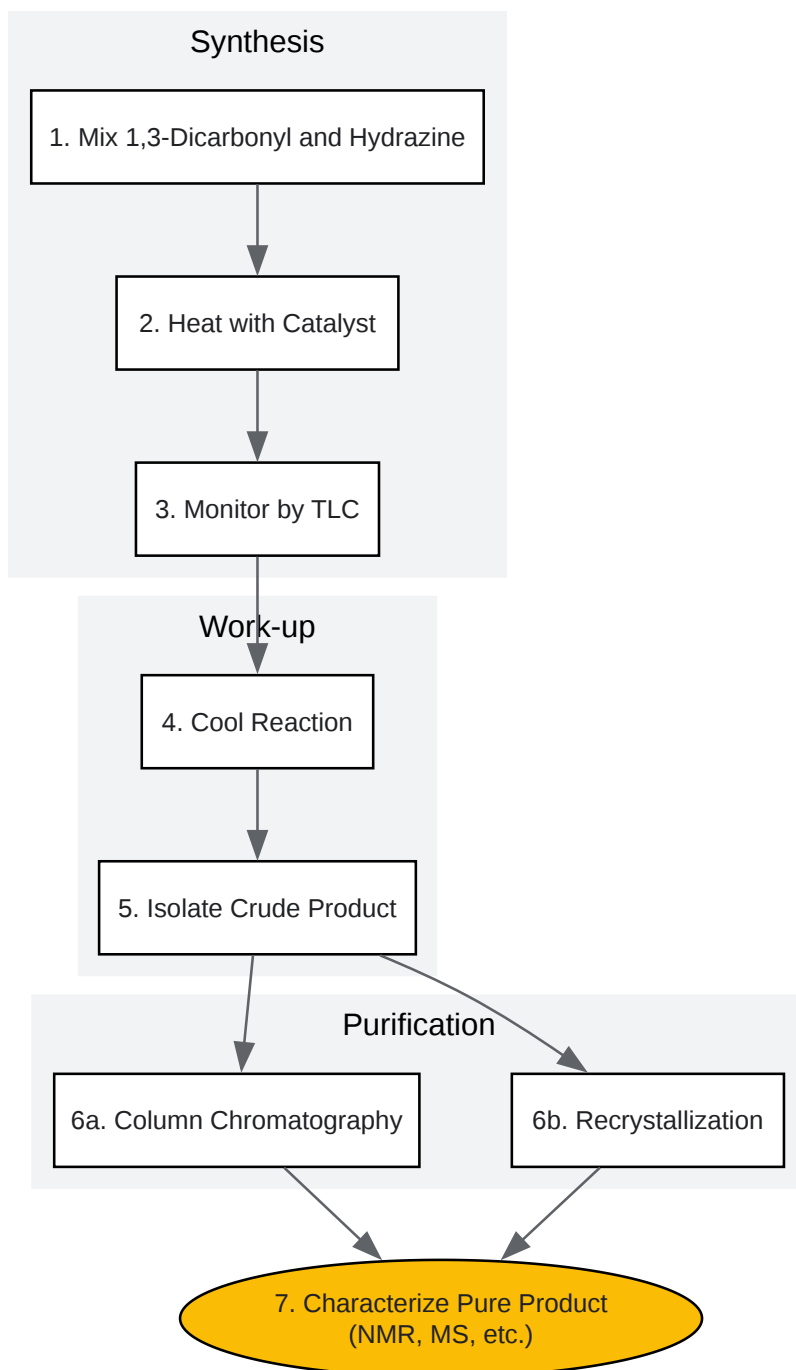 Synthesis
1. Mix 1,3-Dicarbonyl and Hydrazine
2. Heat with Catalyst
3. Monitor by TLC
Work-up
4. Cool Reaction
5. Isolate Crude Product
Purification
6a. Column Chromatography
6b. Recrystallization
7. Characterize Pure Product
(NMR, MS, etc.)